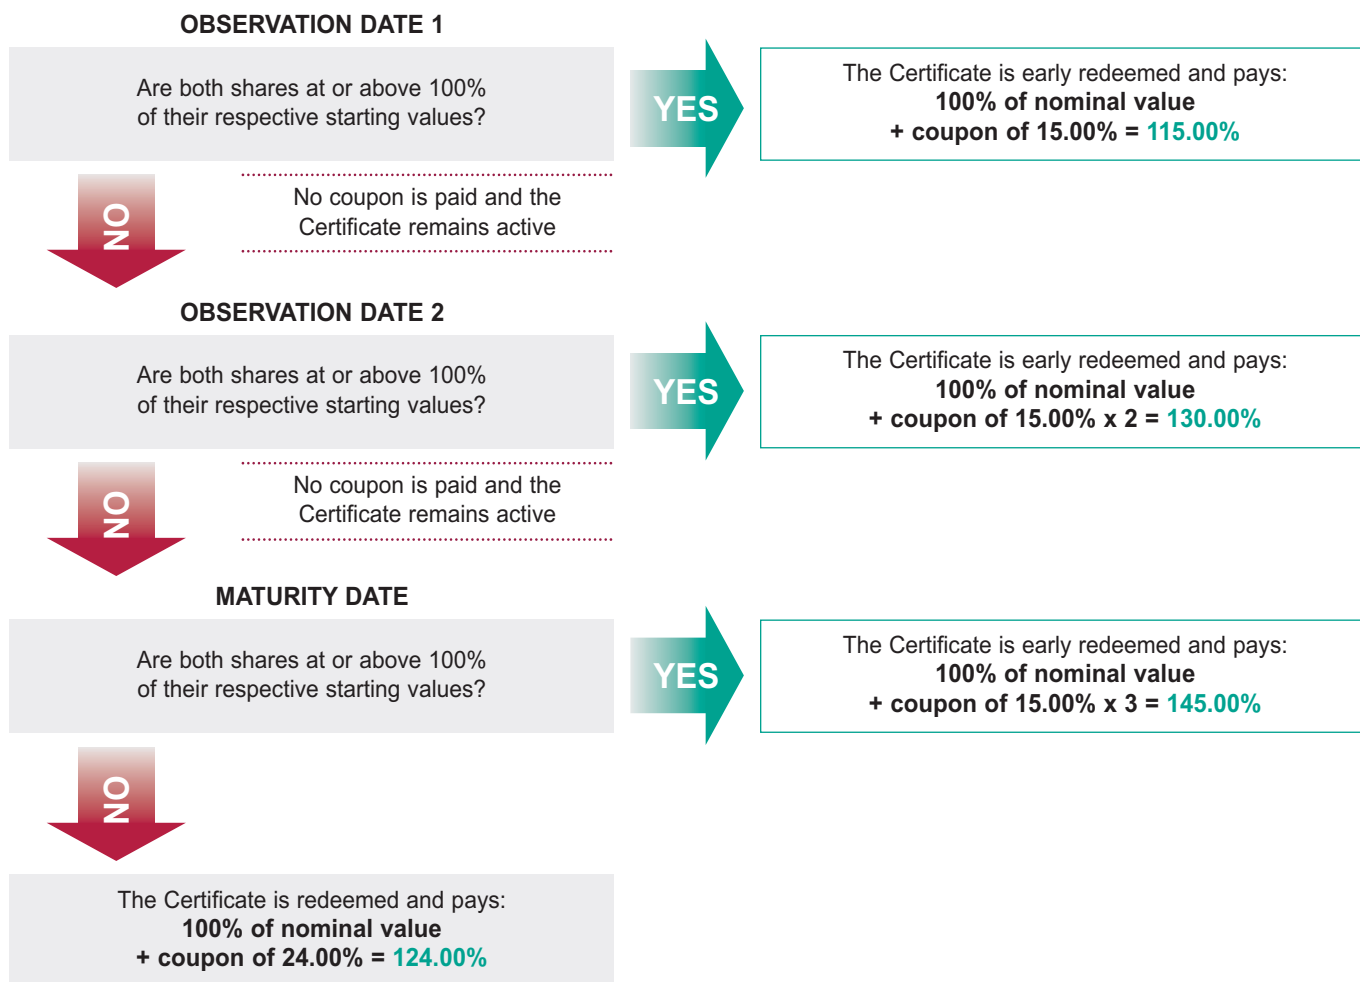 OBSERVATION DATE 1
Are both shares at or above 100%
of their respective starting values?
YES
The Certificate is early redeemed and pays:
100% of nominal value
+ coupon of 15.00% = 115.00%
NO
No coupon is paid and the
Certificate remains active
OBSERVATION DATE 2
Are both shares at or above 100%
of their respective starting values?
YES
The Certificate is early redeemed and pays:
100% of nominal value
+ coupon of 15.00% x 2 = 130.00%
NO
No coupon is paid and the
Certificate remains active
MATURITY DATE
Are both shares at or above 100%
of their respective starting values?
YES
The Certificate is early redeemed and pays:
100% of nominal value
+ coupon of 15.00% x 3 = 145.00%
NO
The Certificate is redeemed and pays:
100% of nominal value
+ coupon of 24.00% = 124.00%